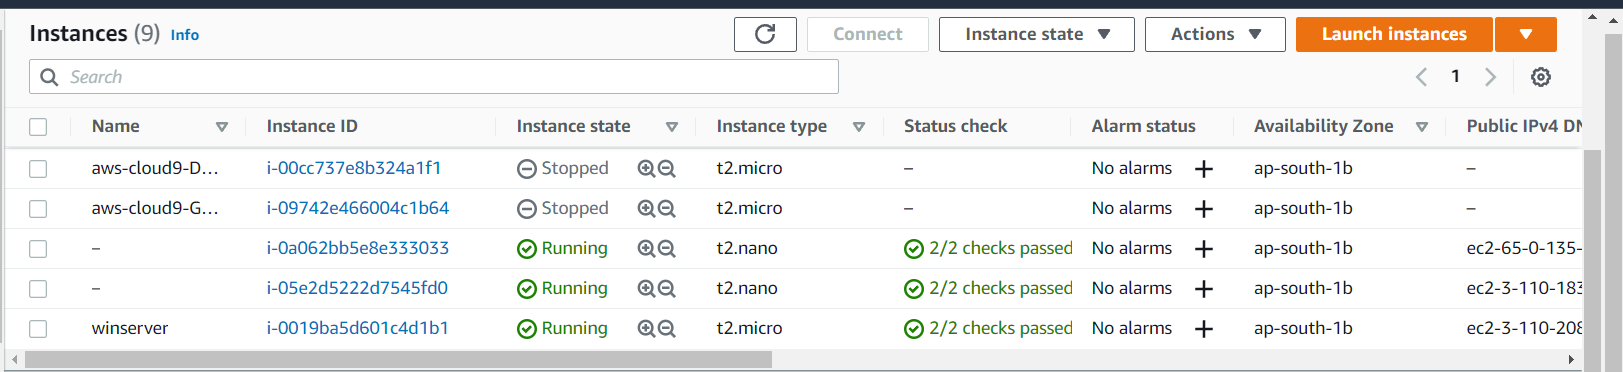 Instances (9) Info
Connect Instance state Actions Launch instances
Search
1
Name Instance ID Instance state Instance type Status check Alarm status Availability Zone Public IPv4 DN
aws-cloud9-D... i-00cc737e8b324a1f1 Stopped t2.micro – No alarms + ap-south-1b –
aws-cloud9-G... i-09742e466004c1b64 Stopped t2.micro – No alarms + ap-south-1b –
– i-0a062bb5e8e333033 Running t2.nano 2/2 checks passed No alarms + ap-south-1b ec2-65-0-135-
– i-05e2d5222d7545fd0 Running t2.nano 2/2 checks passed No alarms + ap-south-1b ec2-3-110-183
winserver i-0019ba5d601c4d1b1 Running t2.micro 2/2 checks passed No alarms + ap-south-1b ec2-3-110-208